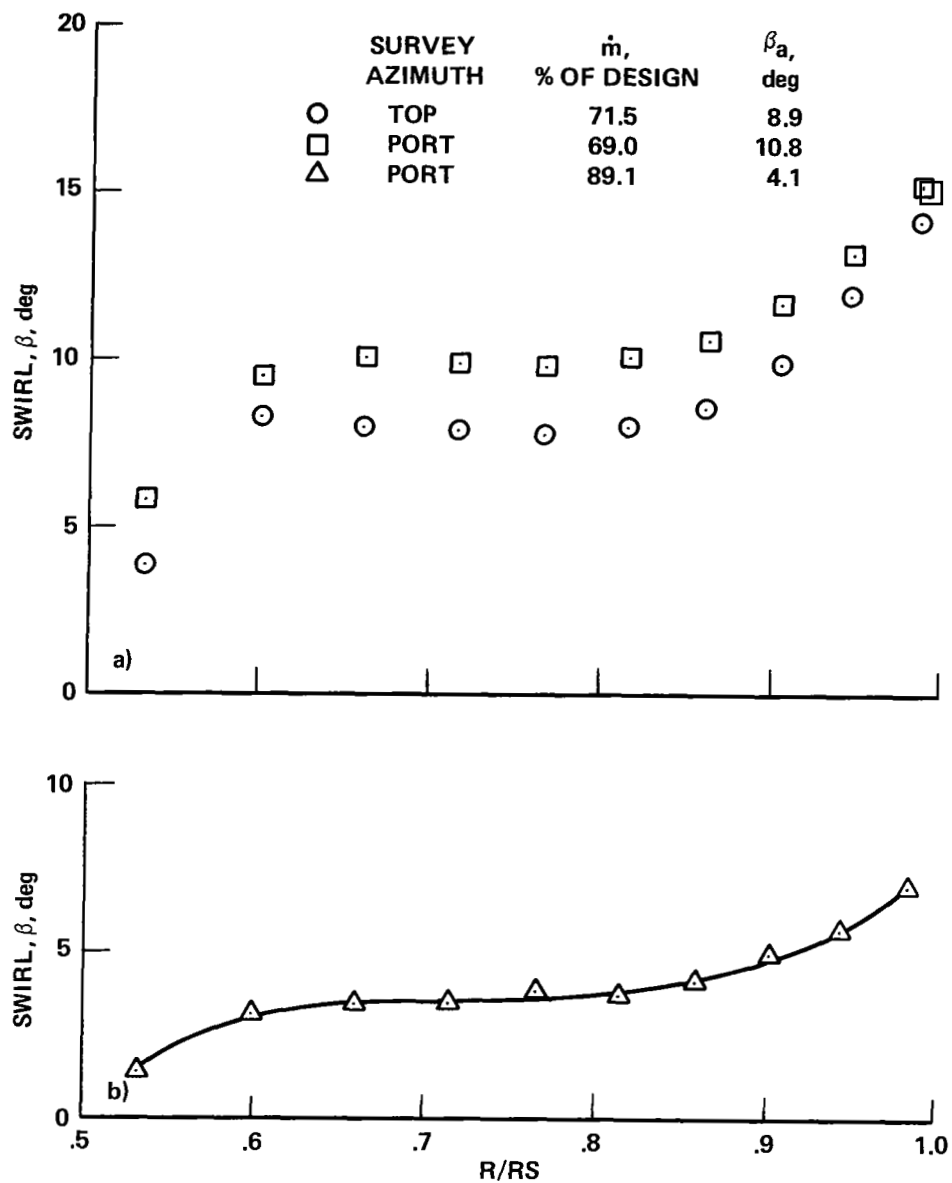 20
15
10
5
0
SWIRL, β, deg
SURVEY AZIMUTH
ṁ, % OF DESIGN
βa, deg
TOP 71.5 8.9
PORT 69.0 10.8
PORT 89.1 4.1
a)
10
5
0
SWIRL, β, deg
b)
.5 .6 .7 .8 .9 1.0
R/RS